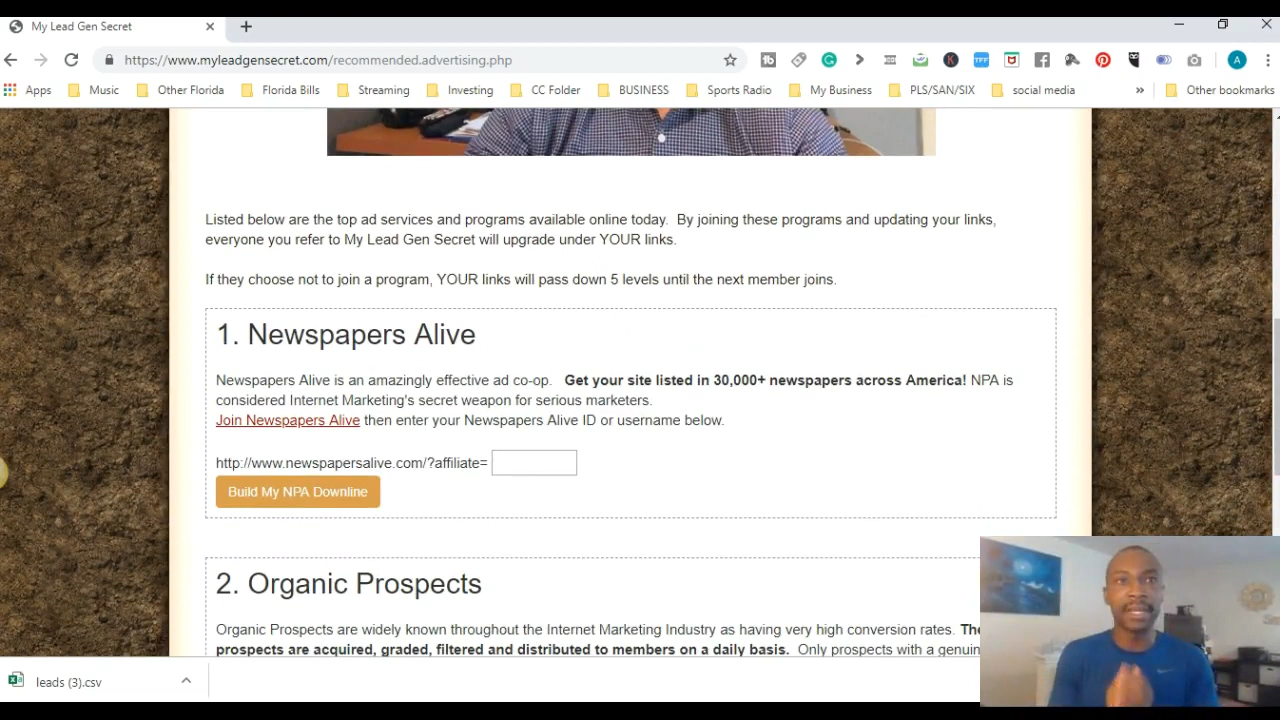 My Lead Gen Secret
https://www.myleadgensecret.com/recommended.advertising.php
TFF
A
Apps
Music
Other Florida
Florida Bills
Streaming
Investing
CC Folder
BUSINESS
Sports Radio
My Business
PLS/SAN/SIX
social media
»
Other bookmarks
Listed below are the top ad services and programs available online today. By joining these programs and updating your links,
everyone you refer to My Lead Gen Secret will upgrade under YOUR links.
If they choose not to join a program, YOUR links will pass down 5 levels until the next member joins.
1. Newspapers Alive
Newspapers Alive is an amazingly effective ad co-op. Get your site listed in 30,000+ newspapers across America! NPA is
considered Internet Marketing's secret weapon for serious marketers.
Join Newspapers Alive then enter your Newspapers Alive ID or username below.
http://www.newspapersalive.com/?affiliate=
Build My NPA Downline
2. Organic Prospects
Organic Prospects are widely known throughout the Internet Marketing Industry as having very high conversion rates.
prospects are acquired, graded, filtered and distributed to members on a daily basis. Only prospects with a
leads (3).csv